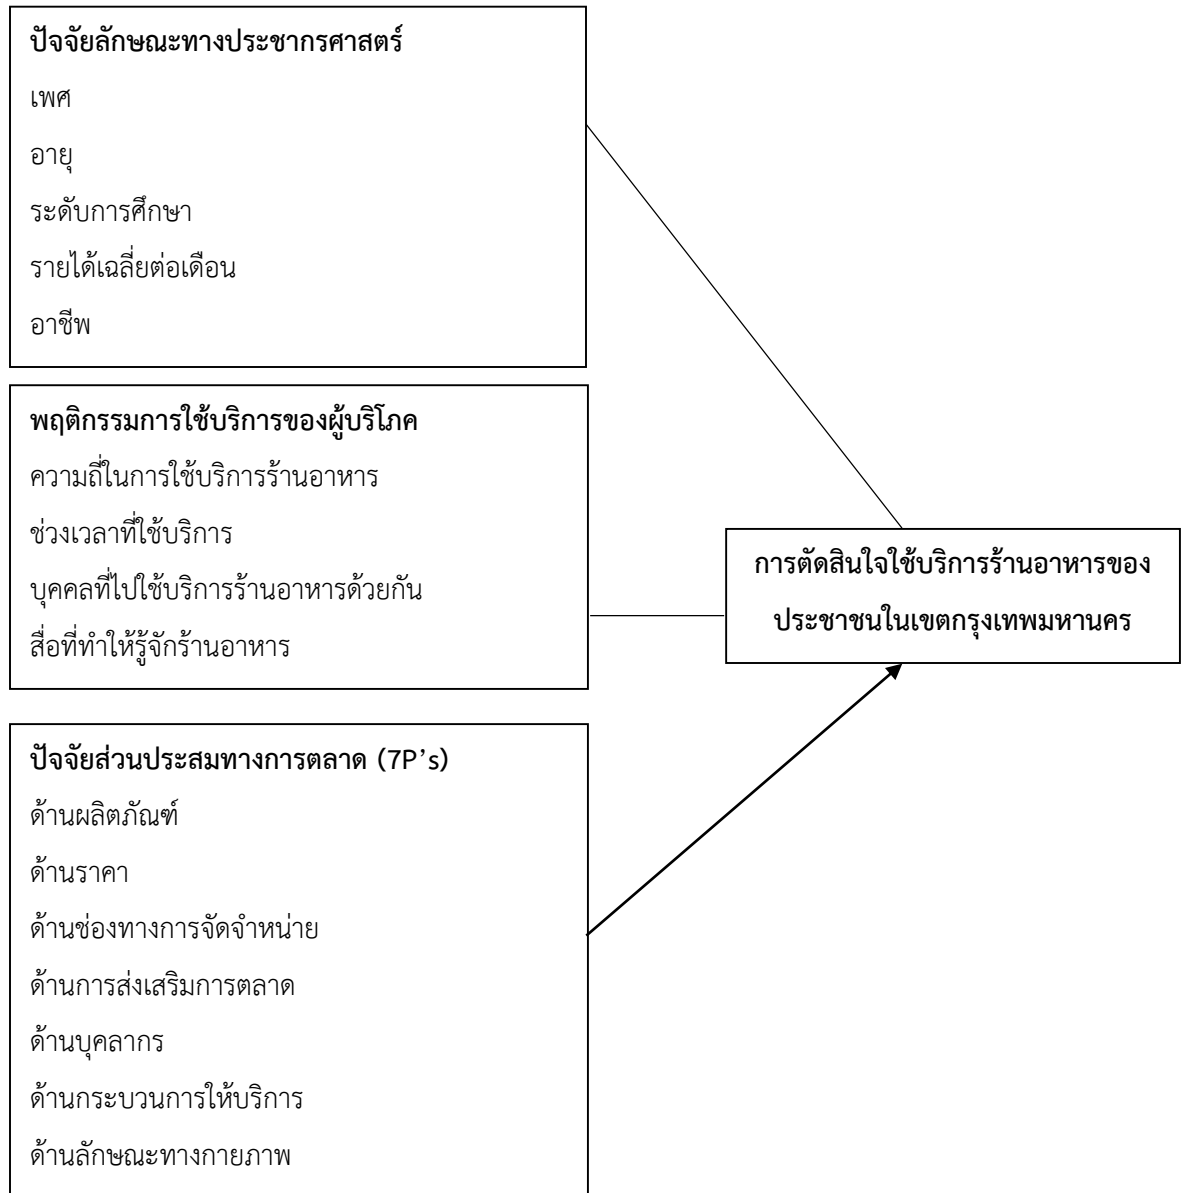 ปัจจัยลักษณะทางประชากรศาสตร์
เพศ
อายุ
ระดับการศึกษา
รายได้เฉลี่ยต่อเดือน
อาชีพ
พฤติกรรมการใช้บริการของผู้บริโภค
ความถี่ในการใช้บริการร้านอาหาร
ช่วงเวลาที่ใช้บริการ
บุคคลที่ไปใช้บริการร้านอาหารด้วยกัน
สื่อที่ทำให้รู้จักร้านอาหาร
การตัดสินใจใช้บริการร้านอาหารของ
ประชาชนในเขตกรุงเทพมหานคร
ปัจจัยส่วนประสมทางการตลาด (7P’s)
ด้านผลิตภัณฑ์
ด้านราคา
ด้านช่องทางการจัดจำหน่าย
ด้านการส่งเสริมการตลาด
ด้านบุคลากร
ด้านกระบวนการให้บริการ
ด้านลักษณะทางกายภาพ